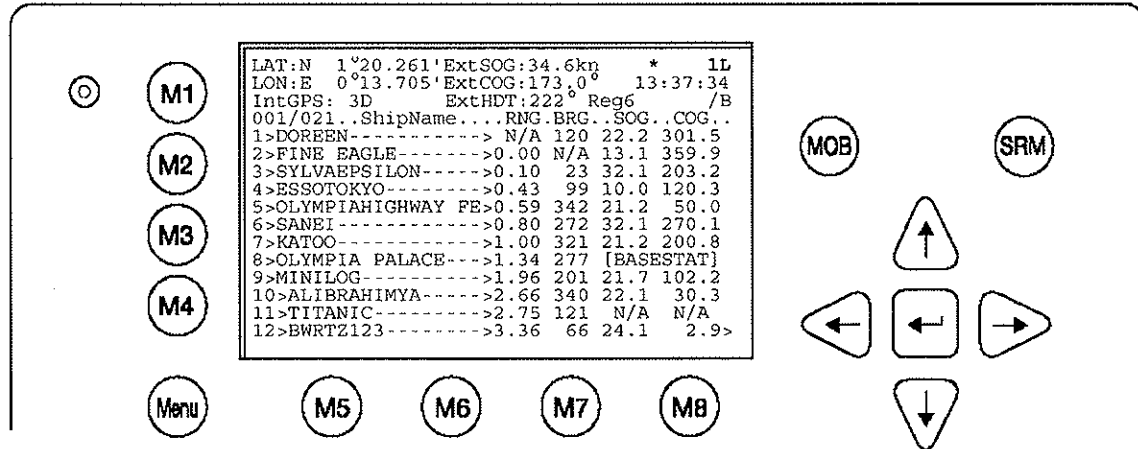 LAT:N 1°20.261'ExtSOG:34.6kn * 1L
LON:E 0°13.705'ExtCOG:173.0° 13:37:34
IntGPS: 3D ExtHDT:222° Reg6 /B
001/021..ShipName....RNG.BRG..SOG..COG..
1>DOREEN-----------> N/A 120 22.2 301.5
2>FINE EAGLE------->0.00 N/A 13.1 359.9
3>SYLVAEPSILON----->0.10 23 32.1 203.2
4>ESSOTOKYO-------->0.43 99 10.0 120.3
5>OLYMPIAHIGHWAY FE>0.59 342 21.2 50.0
6>SANEI------------>0.80 272 32.1 270.1
7>KATOO------------>1.00 321 21.2 200.8
8>OLYMPIA PALACE--->1.34 277 [BASESTAT]
9>MINILOG---------->1.96 201 21.7 102.2
10>ALIBRAHIMYA----->2.66 340 22.1 30.3
11>TITANIC--------->2.75 121 N/A N/A
12>BWRTZ123-------->3.36 66 24.1 2.9>
M1
M2
M3
M4
Menu
M5
M6
M7
M8
MOB
SRM